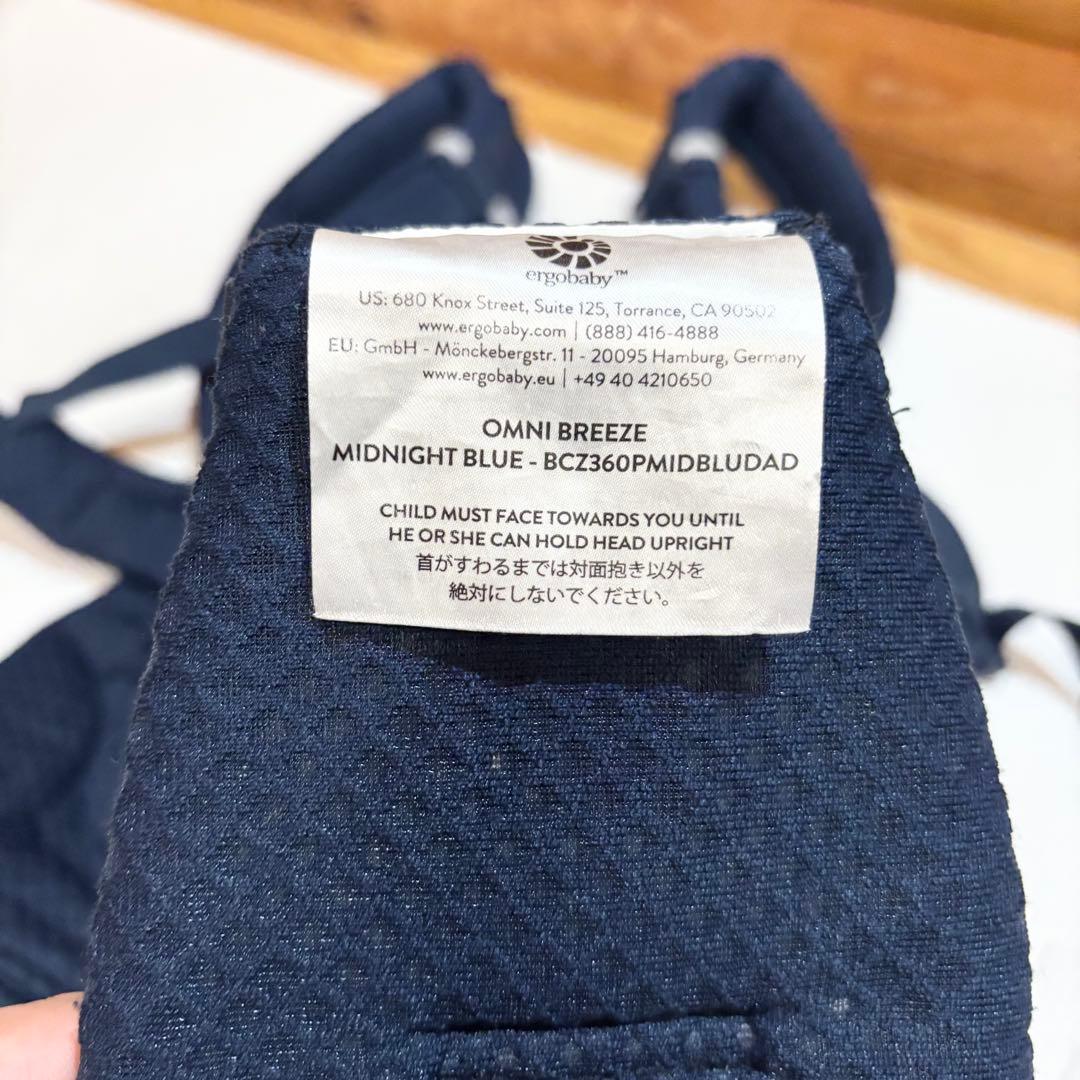 ergobaby™
US: 680 Knox Street, Suite 125, Torrance, CA 90502
www.ergobaby.com | (888) 416-4888
EU: GmbH - Mönckebergstr. 11 - 20095 Hamburg, Germany
www.ergobaby.eu | +49 40 4210650
OMNI BREEZE
MIDNIGHT BLUE - BCZ360PMIDBLUDAD
CHILD MUST FACE TOWARDS YOU UNTIL
HE OR SHE CAN HOLD HEAD UPRIGHT
首がすわるまでは対面抱き以外を
絶対にしないでください。